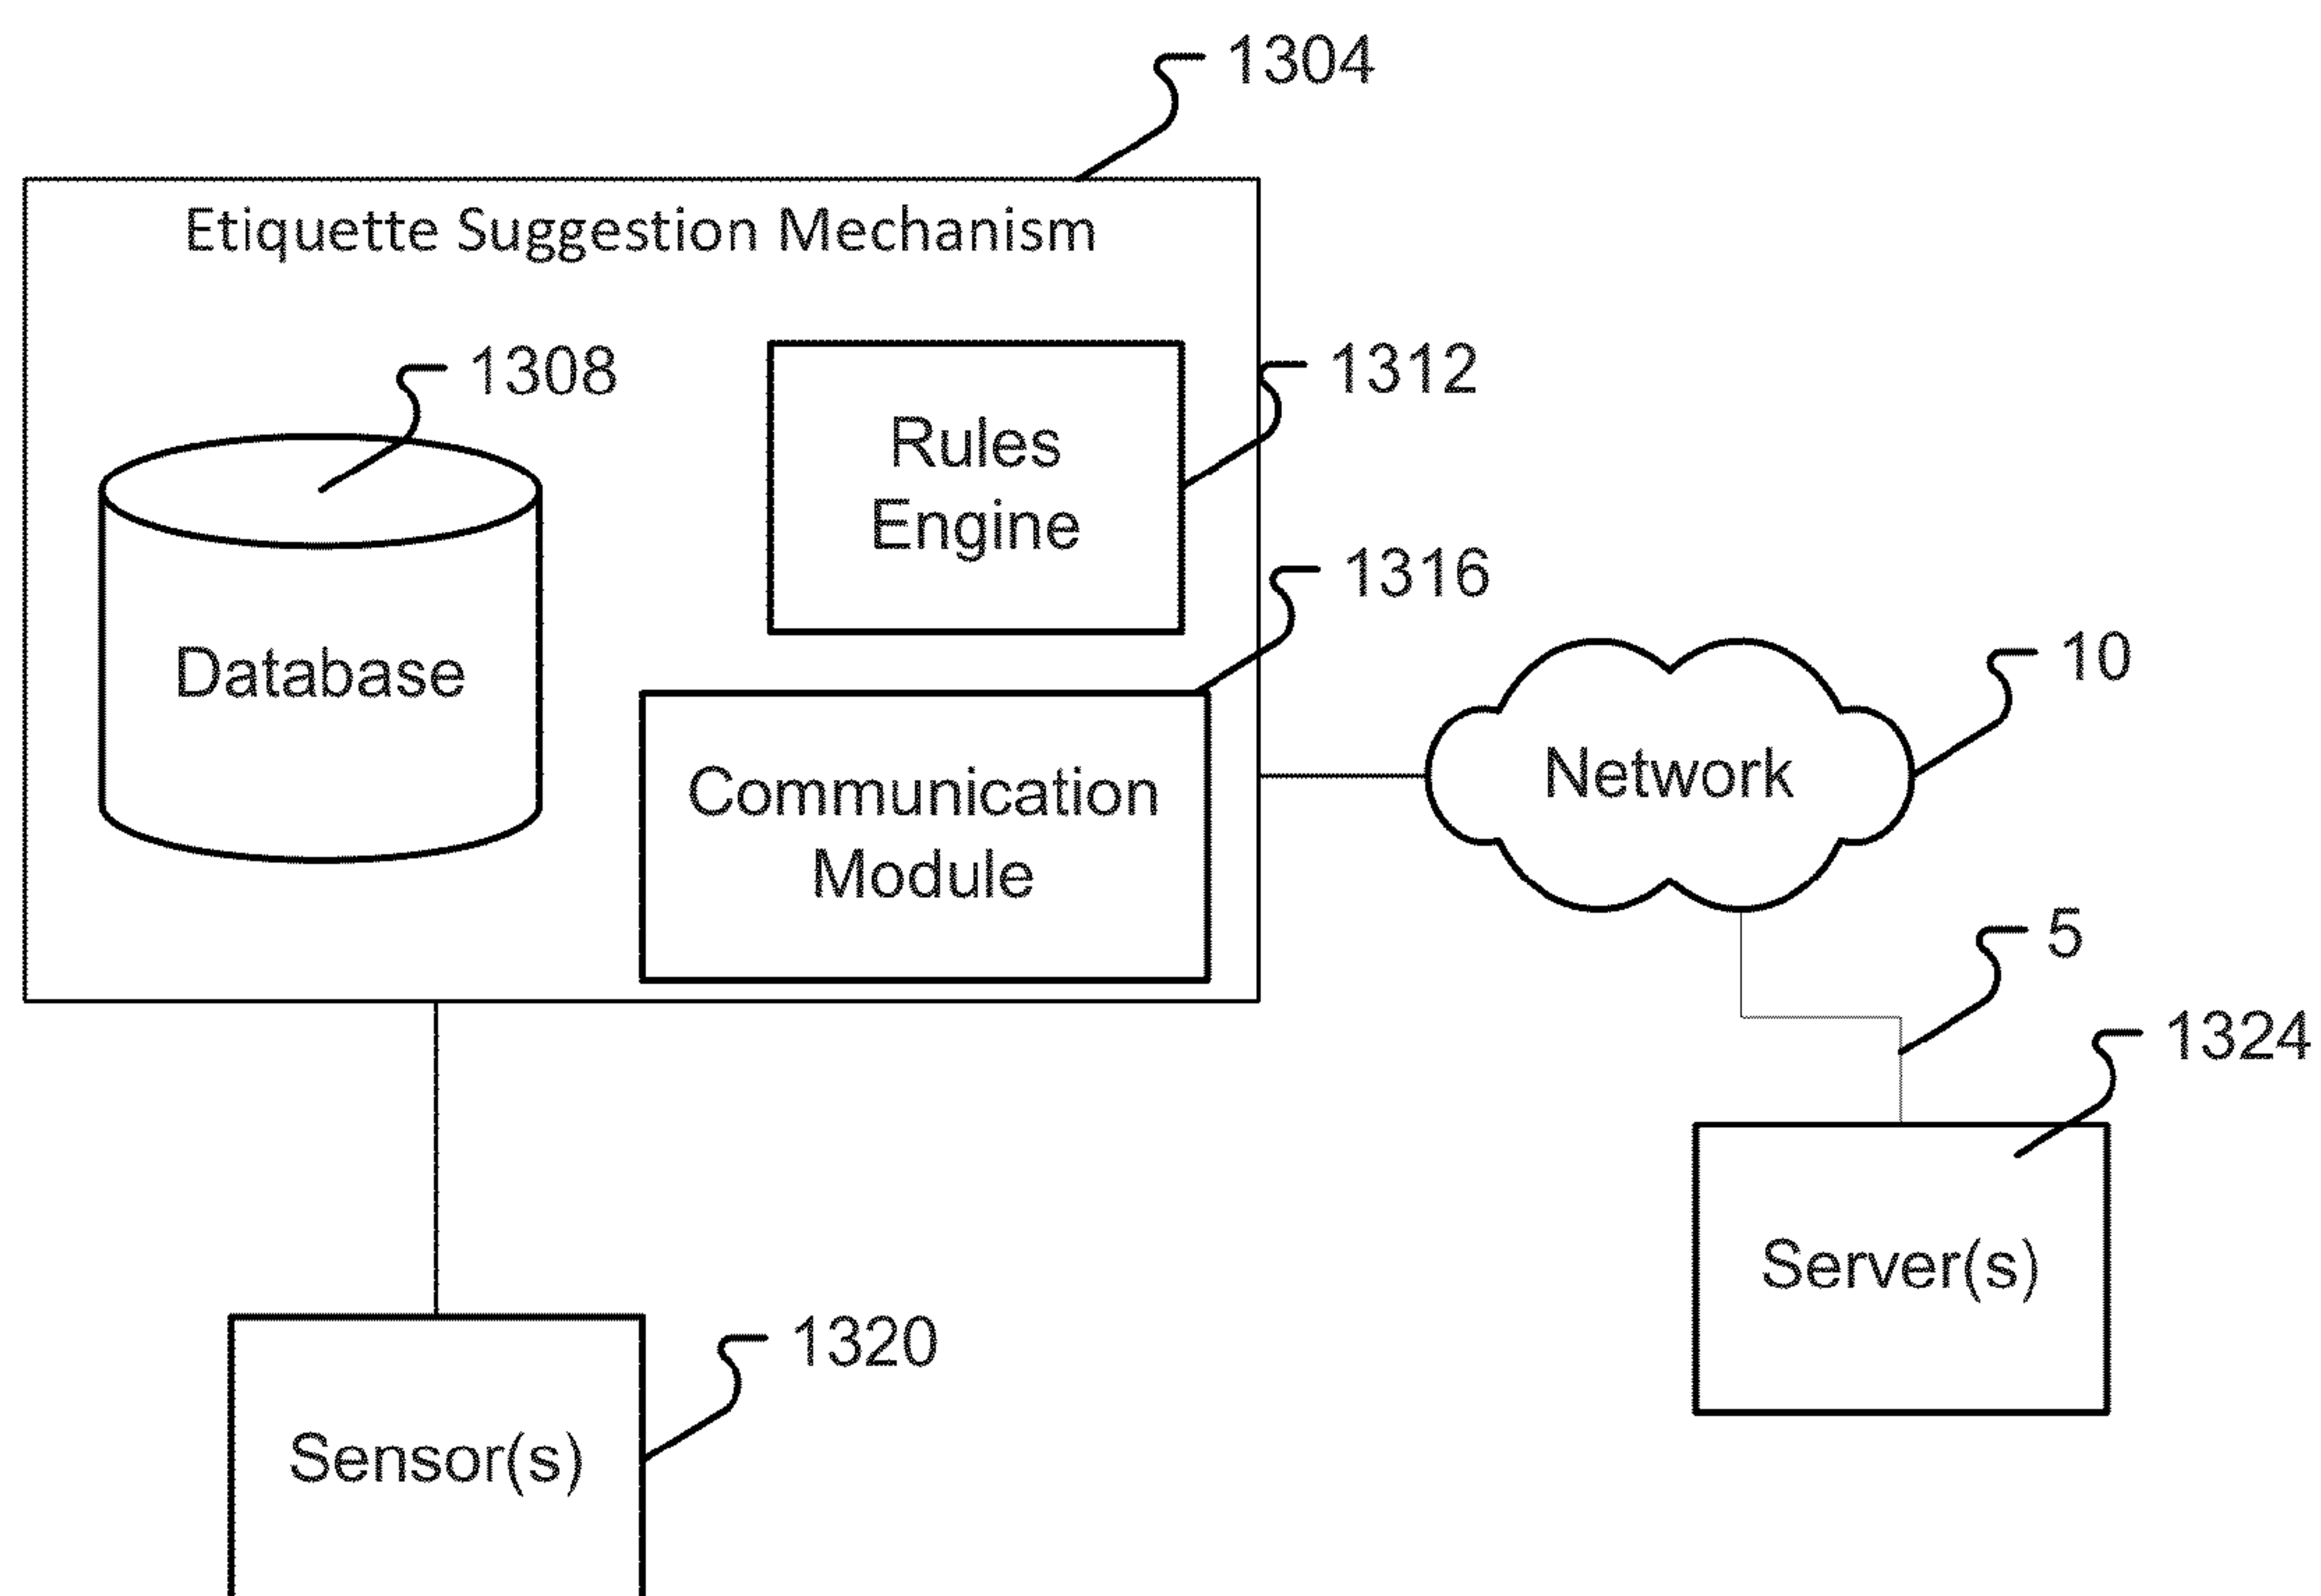 1304
Etiquette Suggestion Mechanism
1308
1312
Rules
Engine
1316
Database
10
Network
Communication
Module
5
1324
Server(s)
1320
Sensor(s)